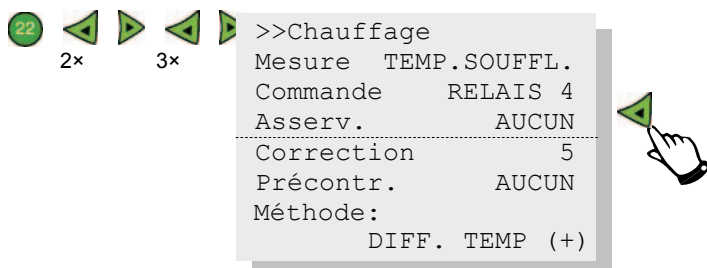 22
2× 3×
>>Chauffage
Mesure TEMP.SOUFFL.
Commande RELAIS 4
Asserv. AUCUN
Correction 5
Précontr. AUCUN
Méthode:
DIFF. TEMP (+)